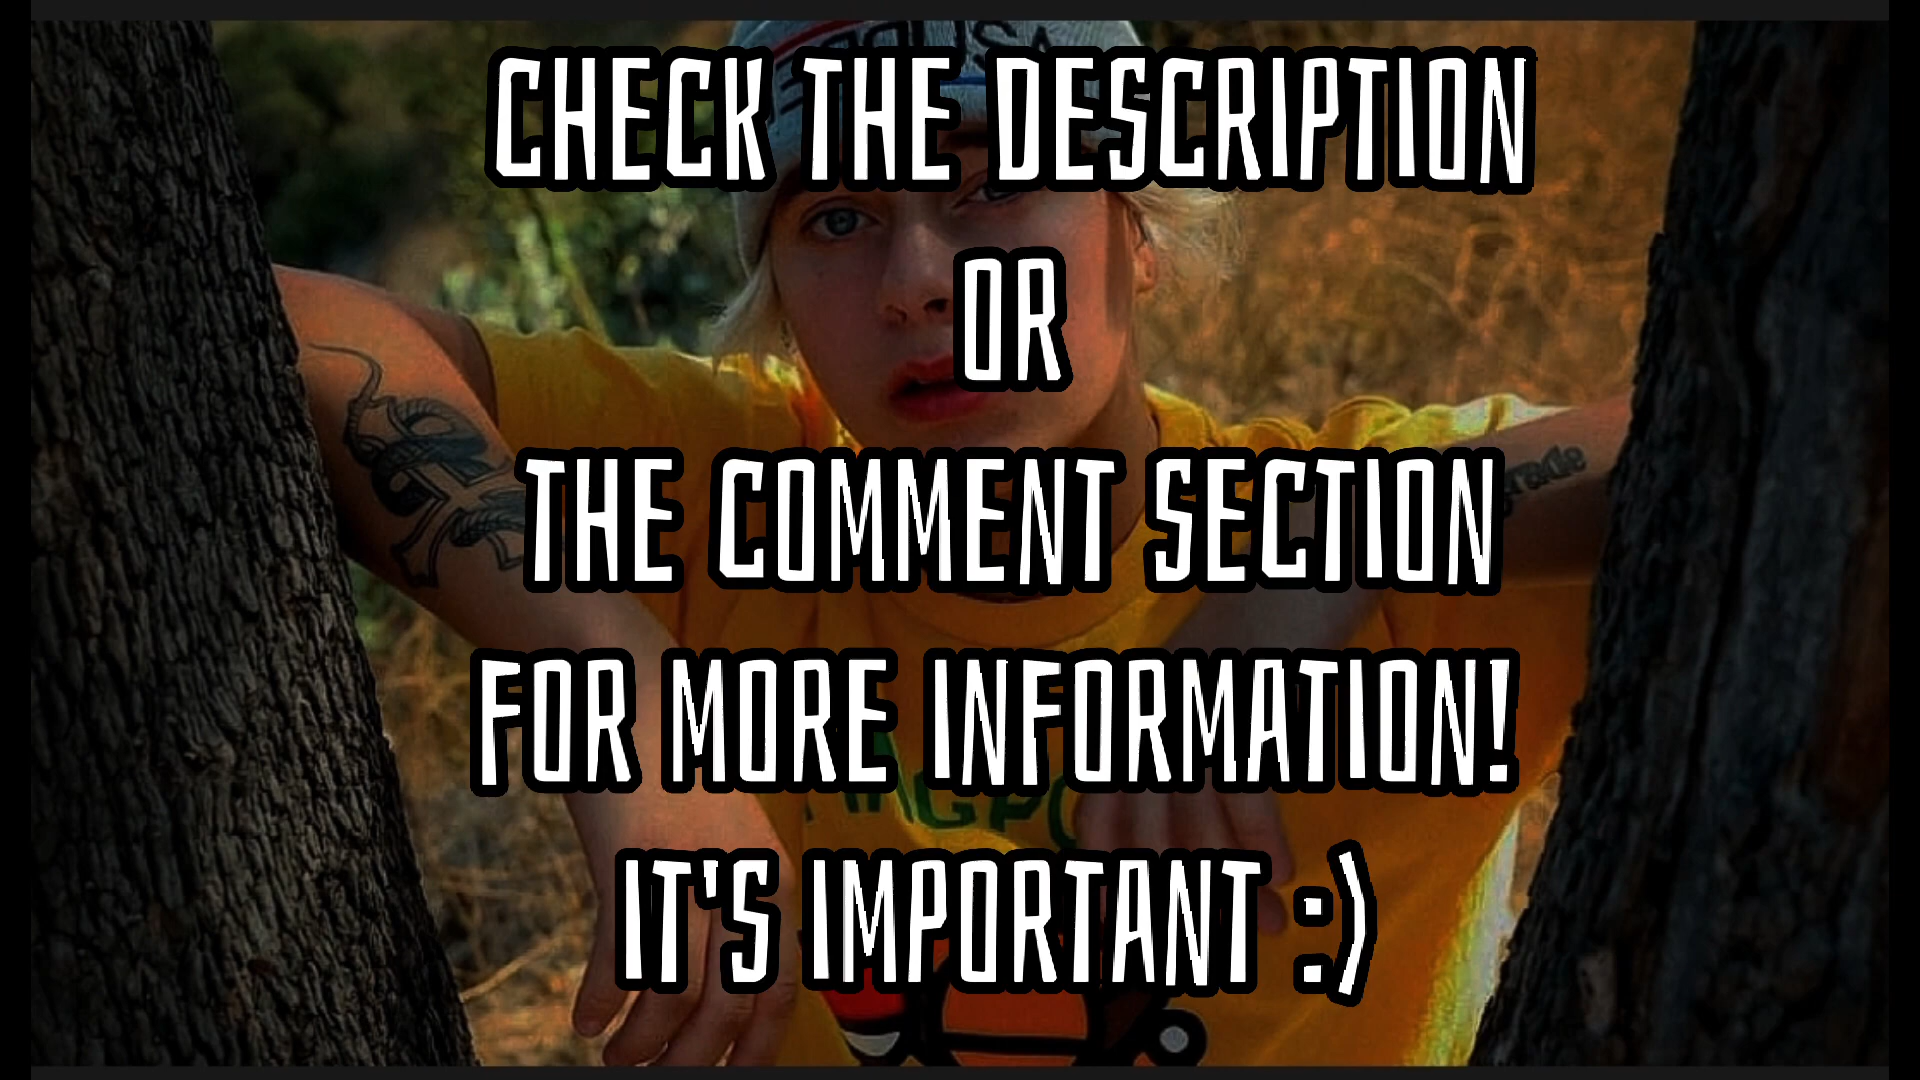 CHECK THE DESCRIPTION
OR
THE COMMENT SECTION
FOR MORE INFORMATION!
IT'S IMPORTANT :)